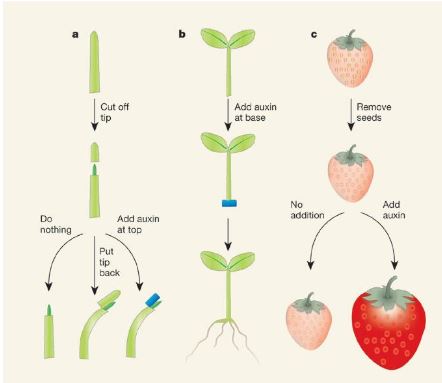 a
Cut off
tip
Do
nothing
Put
tip
back
Add auxin
at top
b
Add auxin
at base
c
Remove
seeds
No
addition
Add
auxin